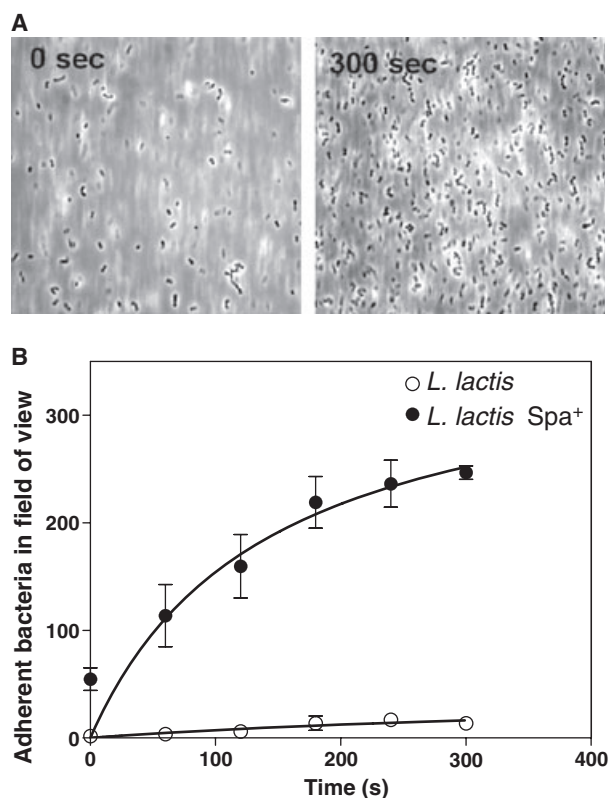 A
0 sec
300 sec
B
Adherent bacteria in field of view
300
200
100
0
L. lactis
L. lactis Spa⁺
0
100
200
300
400
Time (s)